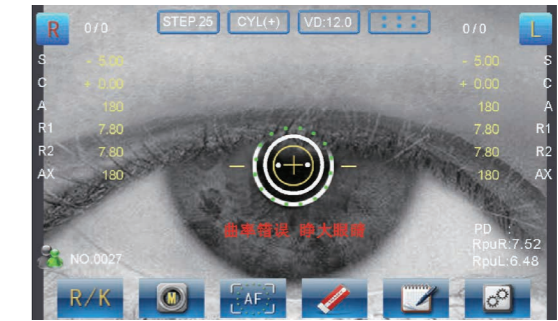 R 0/0 STEP.25 CYL(+) VD:12.0 0/0 L
S - 5.00 - 5.00 S
C + 0.00 + 0.00 C
A 180 180 A
R1 7.80 7.80 R1
R2 7.80 7.80 R2
AX 180 180 AX
曲率错误 睁大眼睛
PD :
RpuR:7.52
NO.0027 RpuL:6.48
R/K M AF